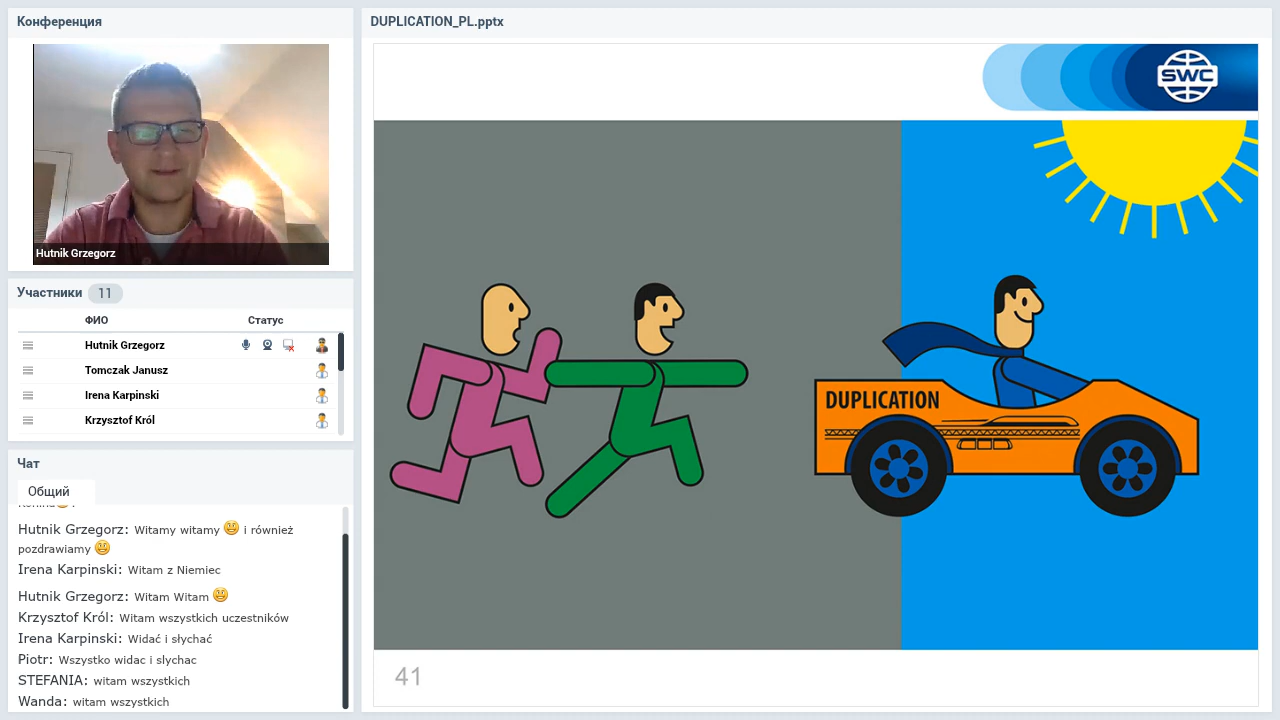 Конференция
Hutnik Grzegorz
Участники 11
ФИО Статус
Hutnik Grzegorz
Tomczak Janusz
Irena Karpinski
Krzysztof Król
Чат
Общий
Hutnik Grzegorz: Witamy witamy i również
pozdrawiamy
Irena Karpinski: Witam z Niemiec
Hutnik Grzegorz: Witam Witam
Krzysztof Król: Witam wszystkich uczestników
Irena Karpinski: Widać i słychać
Piotr: Wszystko widac i slychac
STEFANIA: witam wszystkich
Wanda: witam wszystkich
DUPLICATION_PL.pptx
SWC
DUPLICATION
41